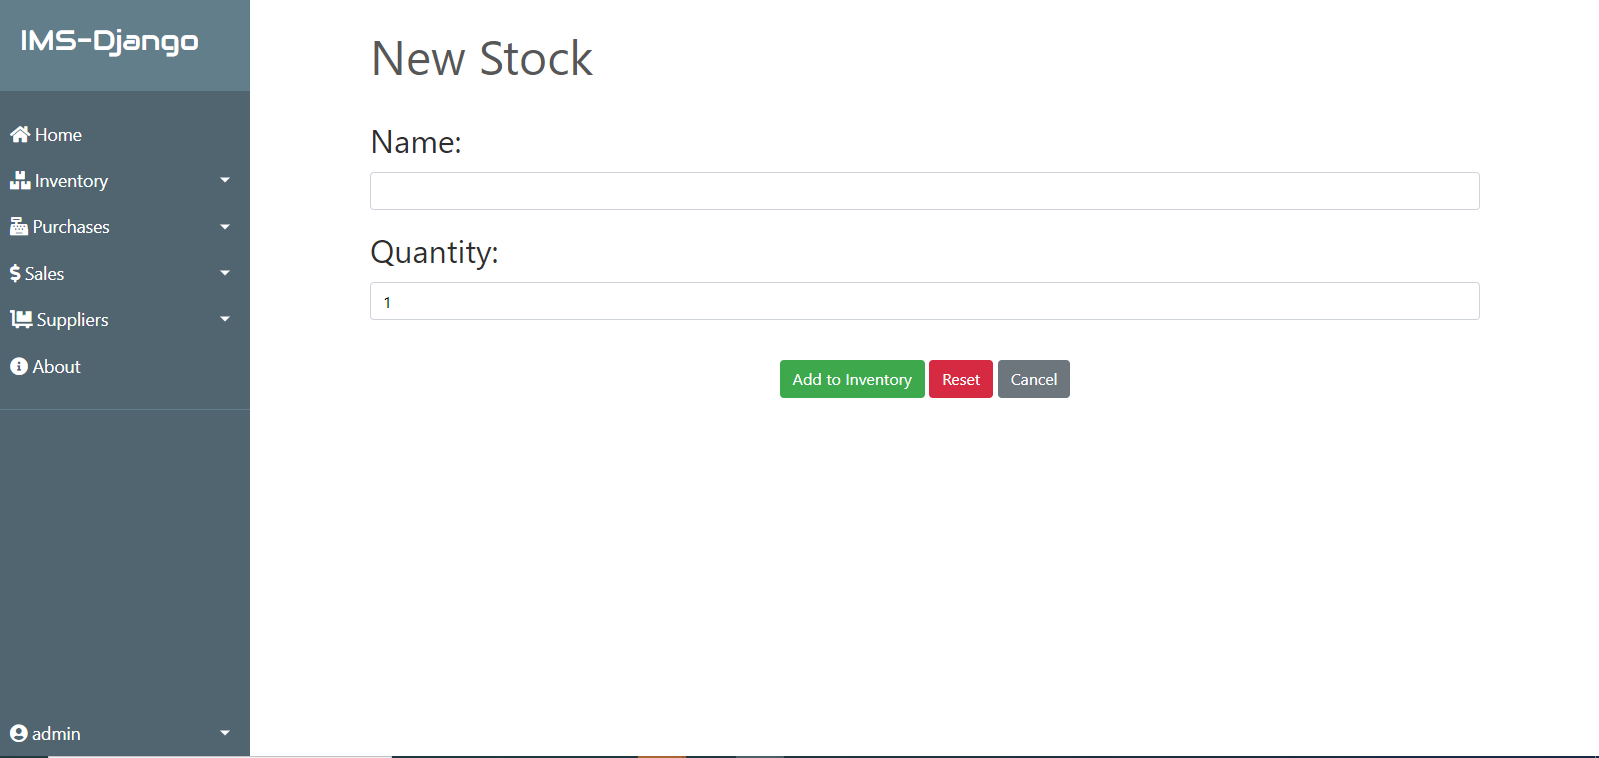 IMS-Django
Home
Inventory
Purchases
Sales
Suppliers
About
admin
New Stock
Name:
Quantity:
1
Add to Inventory
Reset
Cancel